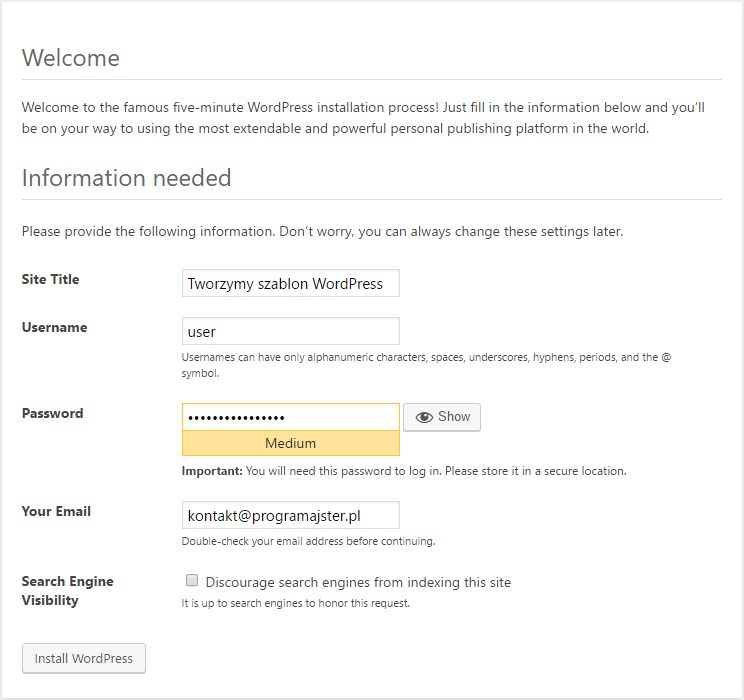 Welcome
Welcome to the famous five-minute WordPress installation process! Just fill in the information below and you’ll
be on your way to using the most extendable and powerful personal publishing platform in the world.
Information needed
Please provide the following information. Don’t worry, you can always change these settings later.
Site Title
Tworzymy szablon WordPress
Username
user
Usernames can have only alphanumeric characters, spaces, underscores, hyphens, periods, and the @
symbol.
Password
••••••••••••••••
Show
Medium
Important: You will need this password to log in. Please store it in a secure location.
Your Email
kontakt@programajster.pl
Double-check your email address before continuing.
Search Engine
Visibility
Discourage search engines from indexing this site
It is up to search engines to honor this request.
Install WordPress